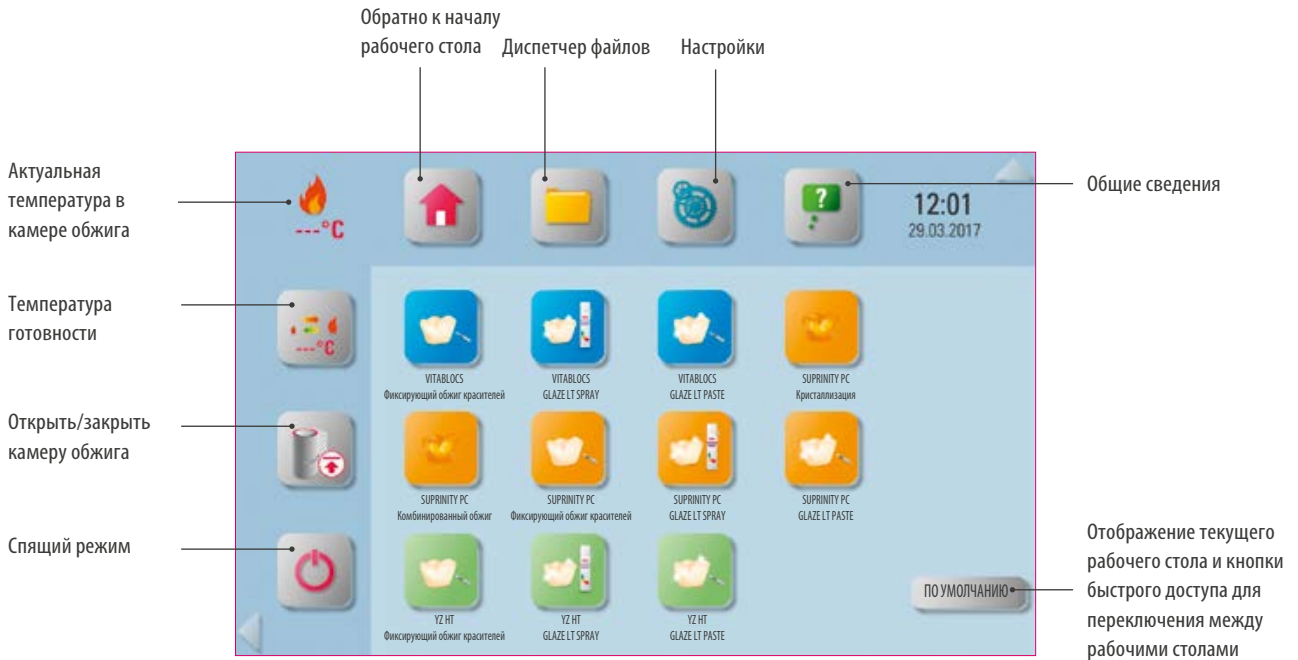 Обратно к началу
рабочего стола
Диспетчер файлов
Настройки
Актуальная
температура в
камере обжига
Общие сведения
---°C
12:01
29.03.2017
Температура
готовности
---°C
VITABLOCS
Фиксирующий обжиг красителей
VITABLOCS
GLAZE LT SPRAY
VITABLOCS
GLAZE LT PASTE
SUPRINITY PC
Кристаллизация
Открыть/закрыть
камеру обжига
SUPRINITY PC
Комбинированный обжиг
SUPRINITY PC
Фиксирующий обжиг красителей
SUPRINITY PC
GLAZE LT SPRAY
SUPRINITY PC
GLAZE LT PASTE
Спящий режим
YZ HT
Фиксирующий обжиг красителей
YZ HT
GLAZE LT SPRAY
YZ HT
GLAZE LT PASTE
ПО УМОЛЧАНИЮ
Отображение текущего
рабочего стола и кнопки
быстрого доступа для
переключения между
рабочими столами